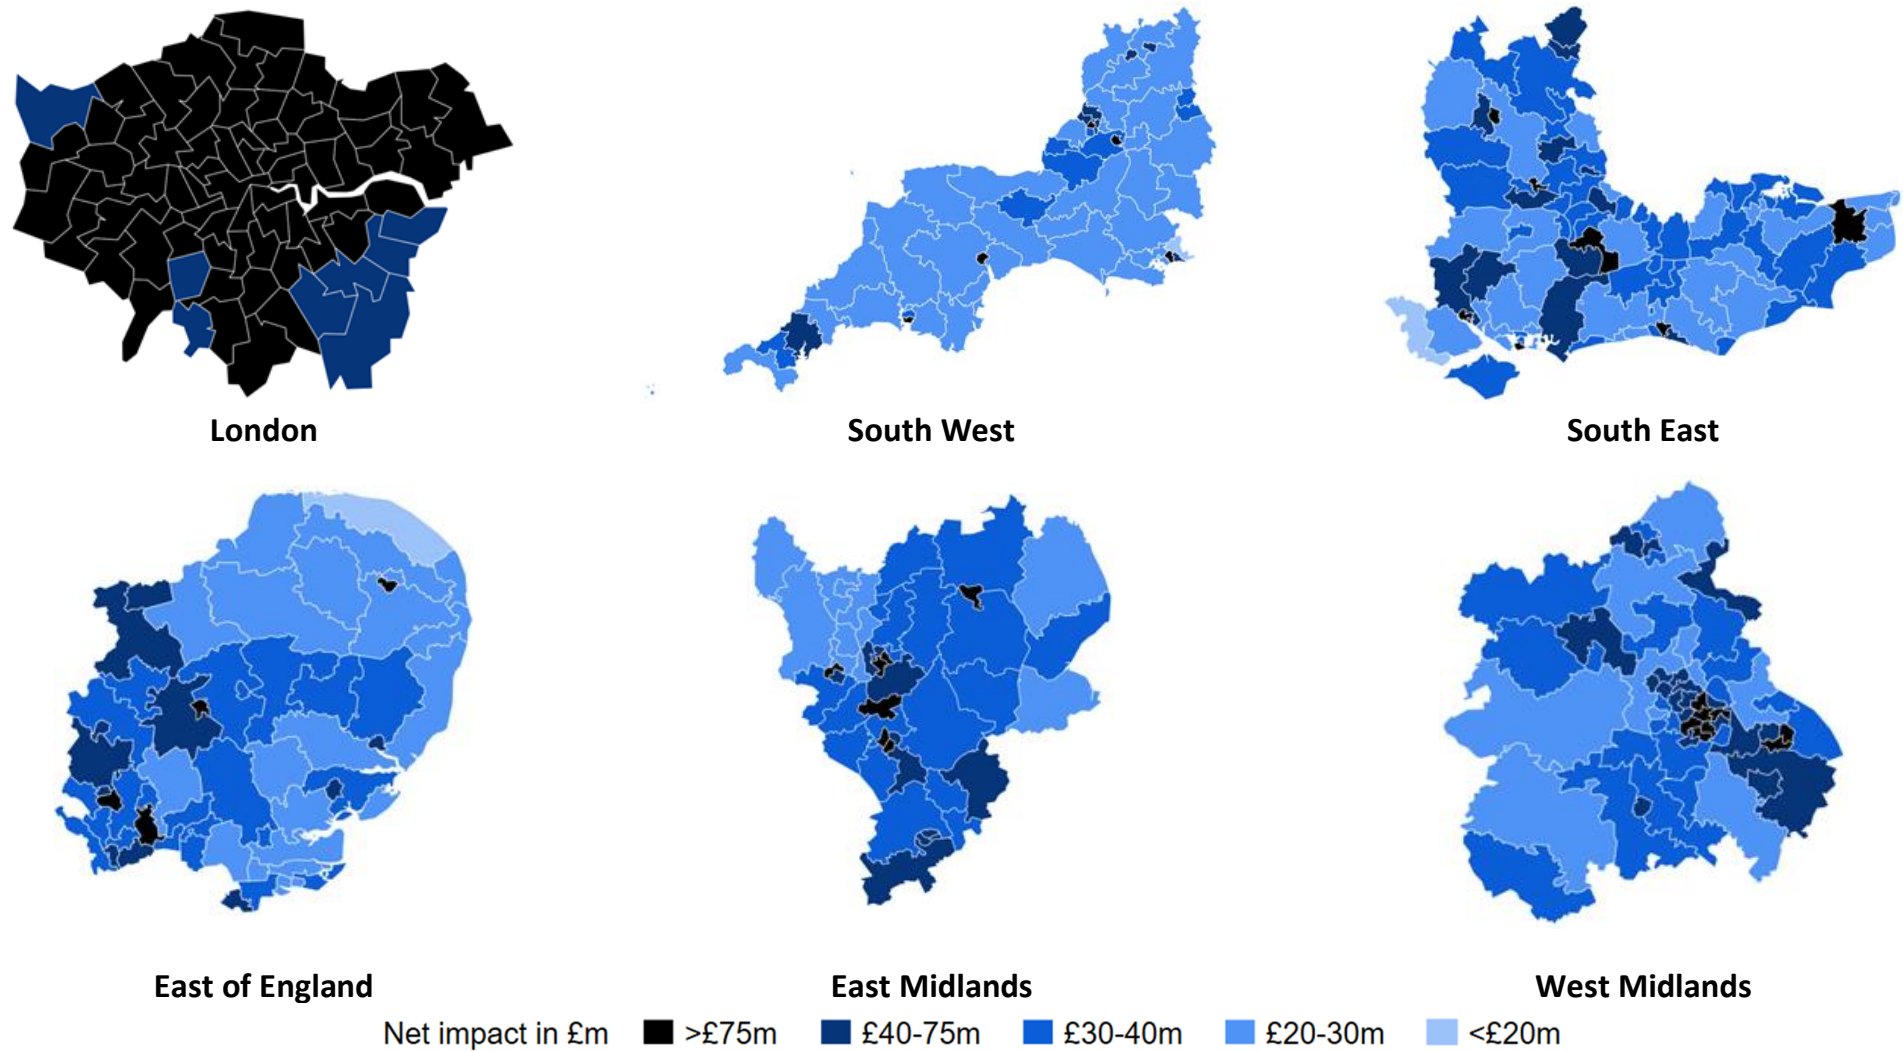 London
South West
South East
East of England
East Midlands
West Midlands
Net impact in £m >£75m £40-75m £30-40m £20-30m <£20m